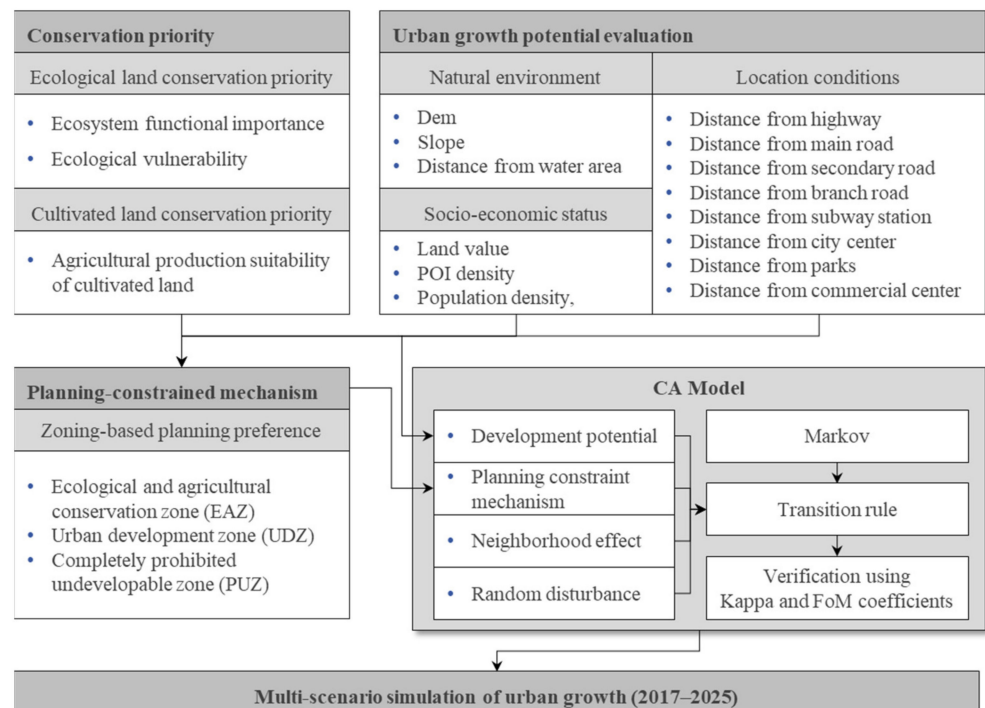 Conservation priority
Ecological land conservation priority
• Ecosystem functional importance
• Ecological vulnerability
Cultivated land conservation priority
• Agricultural production suitability
of cultivated land
Urban growth potential evaluation
Natural environment
• Dem
• Slope
• Distance from water area
Socio-economic status
• Land value
• POI density
• Population density,
Location conditions
• Distance from highway
• Distance from main road
• Distance from secondary road
• Distance from branch road
• Distance from subway station
• Distance from city center
• Distance from parks
• Distance from commercial center
Planning-constrained mechanism
Zoning-based planning preference
• Ecological and agricultural
conservation zone (EAZ)
• Urban development zone (UDZ)
• Completely prohibited
undevelopable zone (PUZ)
CA Model
• Development potential
• Planning constraint
mechanism
• Neighborhood effect
• Random disturbance
Markov
Transition rule
Verification using
Kappa and FoM coefficients
Multi-scenario simulation of urban growth (2017–2025)